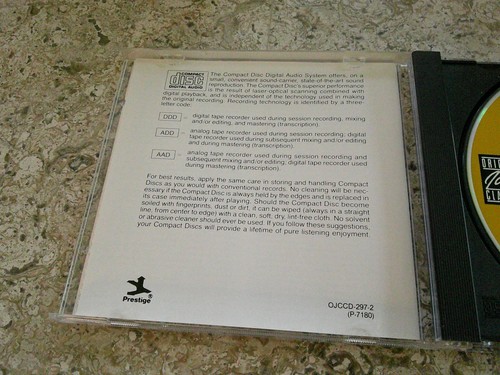 COMPACT
disc
DIGITAL AUDIO
The Compact Disc Digital Audio System offers, on a
small, convenient sound-carrier, state-of-the-art sound
reproduction. The Compact Disc's superior performance
is the result of laser-optical scanning combined with
digital playback, and is independent of the technology used in making
the original recording. Recording technology is identified by a three-
letter code:
DDD – digital tape recorder used during session recording, mixing
and/or editing, and mastering (transcription).
ADD – analog tape recorder used during session recording; digital
tape recorder used during subsequent mixing and/or editing
and during mastering (transcription).
AAD – analog tape recorder used during session recording and
subsequent mixing and/or editing; digital tape recorder used
during mastering (transcription).
For best results, apply the same care in storing and handling Compact
Discs as you would with conventional records. No cleaning will be nec-
essary if the Compact Disc is always held by the edges and is replaced in
its case immediately after playing. Should the Compact Disc become
soiled with fingerprints, dust or dirt, it can be wiped (always in a straight
line, from center to edge) with a clean, soft, dry, lint-free cloth. No solvent
or abrasive cleaner should ever be used. If you follow these suggestions,
your Compact Discs will provide a lifetime of pure listening enjoyment
Prestige®
OJCCD-297-2
(P-7180)